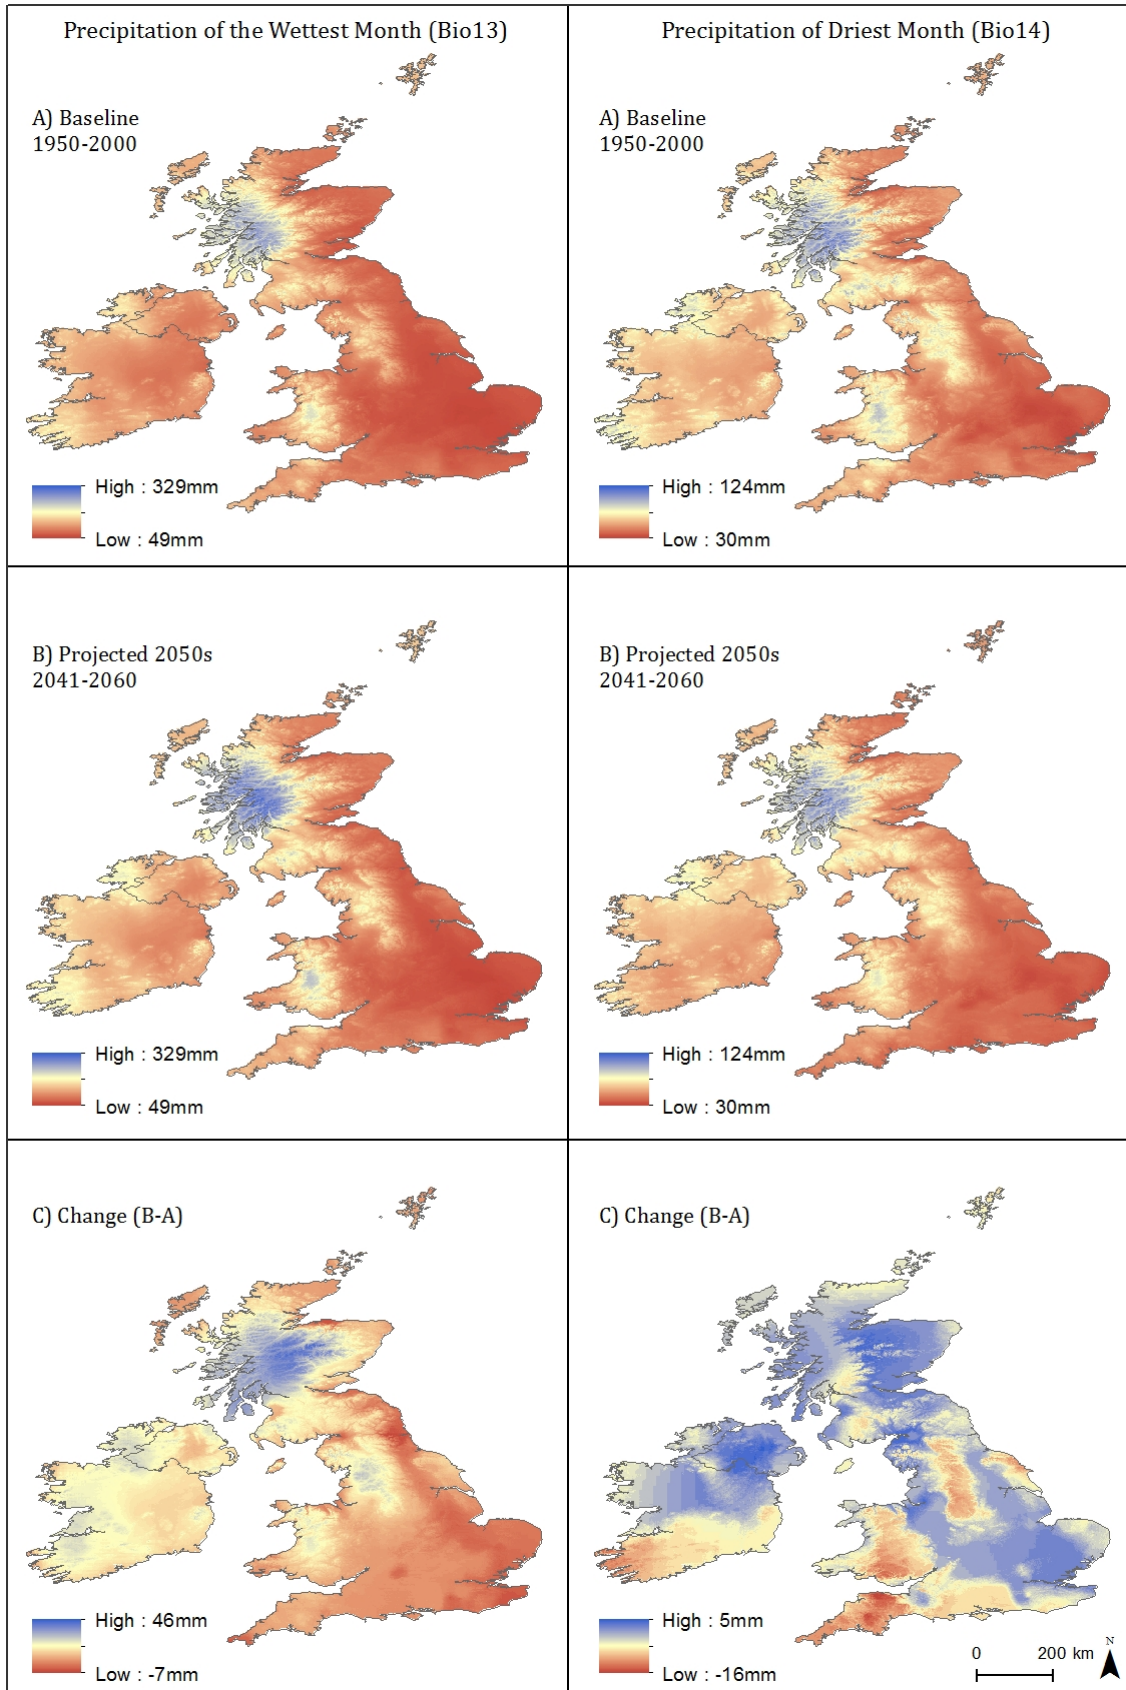 Precipitation of the Wettest Month (Bio13)
A) Baseline
1950-2000
High : 329mm
Low : 49mm
Precipitation of Driest Month (Bio14)
A) Baseline
1950-2000
High : 124mm
Low : 30mm
B) Projected 2050s
2041-2060
High : 329mm
Low : 49mm
B) Projected 2050s
2041-2060
High : 124mm
Low : 30mm
C) Change (B-A)
High : 46mm
Low : -7mm
C) Change (B-A)
High : 5mm
Low : -16mm
0 200 km
N